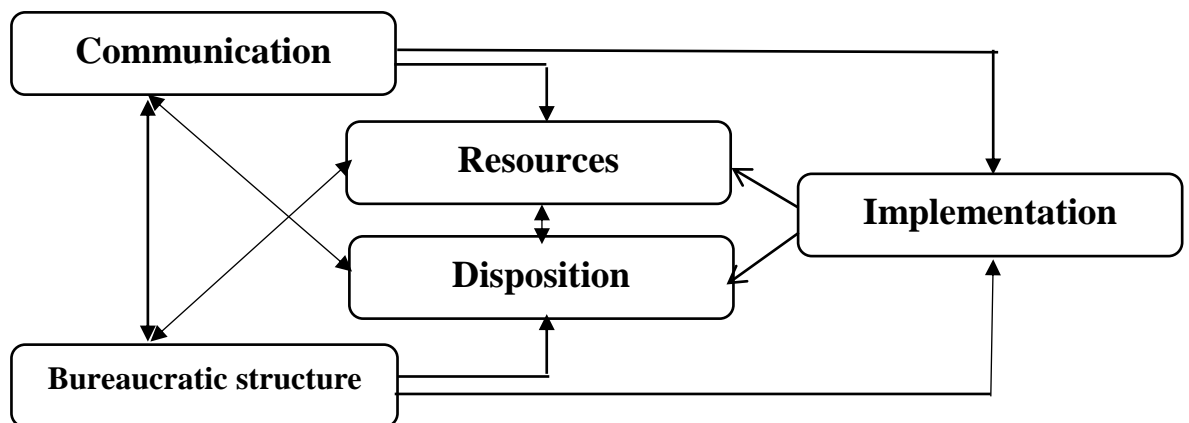 Communication
Resources
Implementation
Disposition
Bureaucratic structure